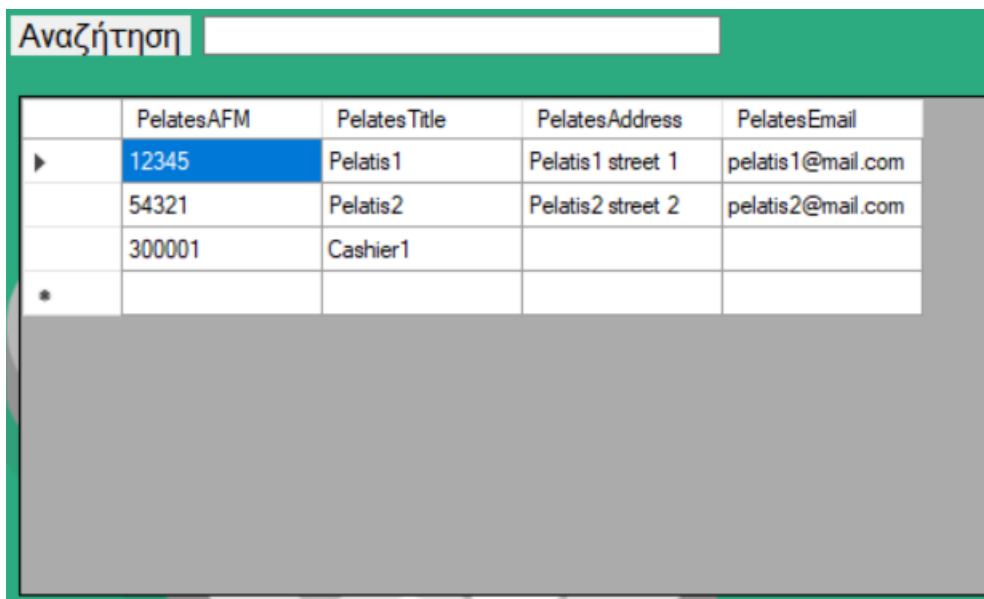 Αναζήτηση
PelatesAFM PelatesTitle PelatesAddress PelatesEmail
12345 Pelatis1 Pelatis1 street 1 pelatis1@mail.com
54321 Pelatis2 Pelatis2 street 2 pelatis2@mail.com
300001 Cashier1